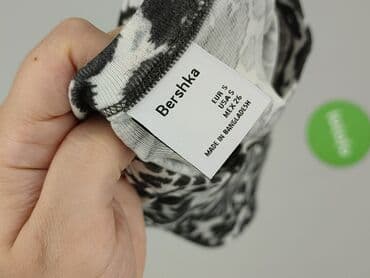 Bershka
EUR S
USA S
MEX 26
MADE IN BANGLADESH